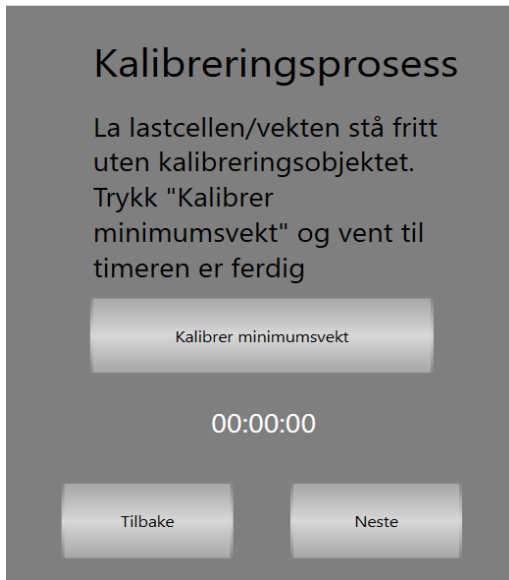 Kalibreringsprosess
La lastcellen/vekten stå fritt
uten kalibreringsobjektet.
Trykk "Kalibrer
minimumsvekt" og vent til
timeren er ferdig
Kalibrer minimumsvekt
00:00:00
Tilbake
Neste